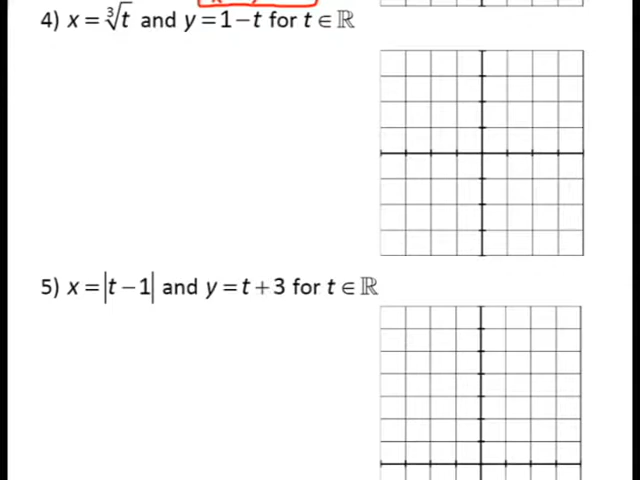 4) x = ∛t and y = 1 − t for t ∈ ℝ
5) x = |t − 1| and y = t + 3 for t ∈ ℝ